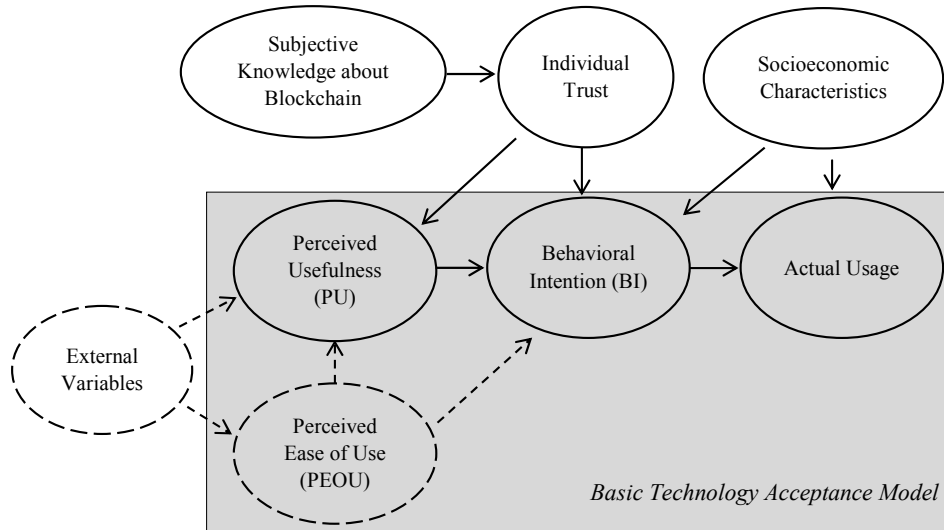 Subjective
Knowledge about
Blockchain
Individual
Trust
Socioeconomic
Characteristics
Perceived
Usefulness
(PU)
Behavioral
Intention (BI)
Actual Usage
External
Variables
Perceived
Ease of Use
(PEOU)
Basic Technology Acceptance Model